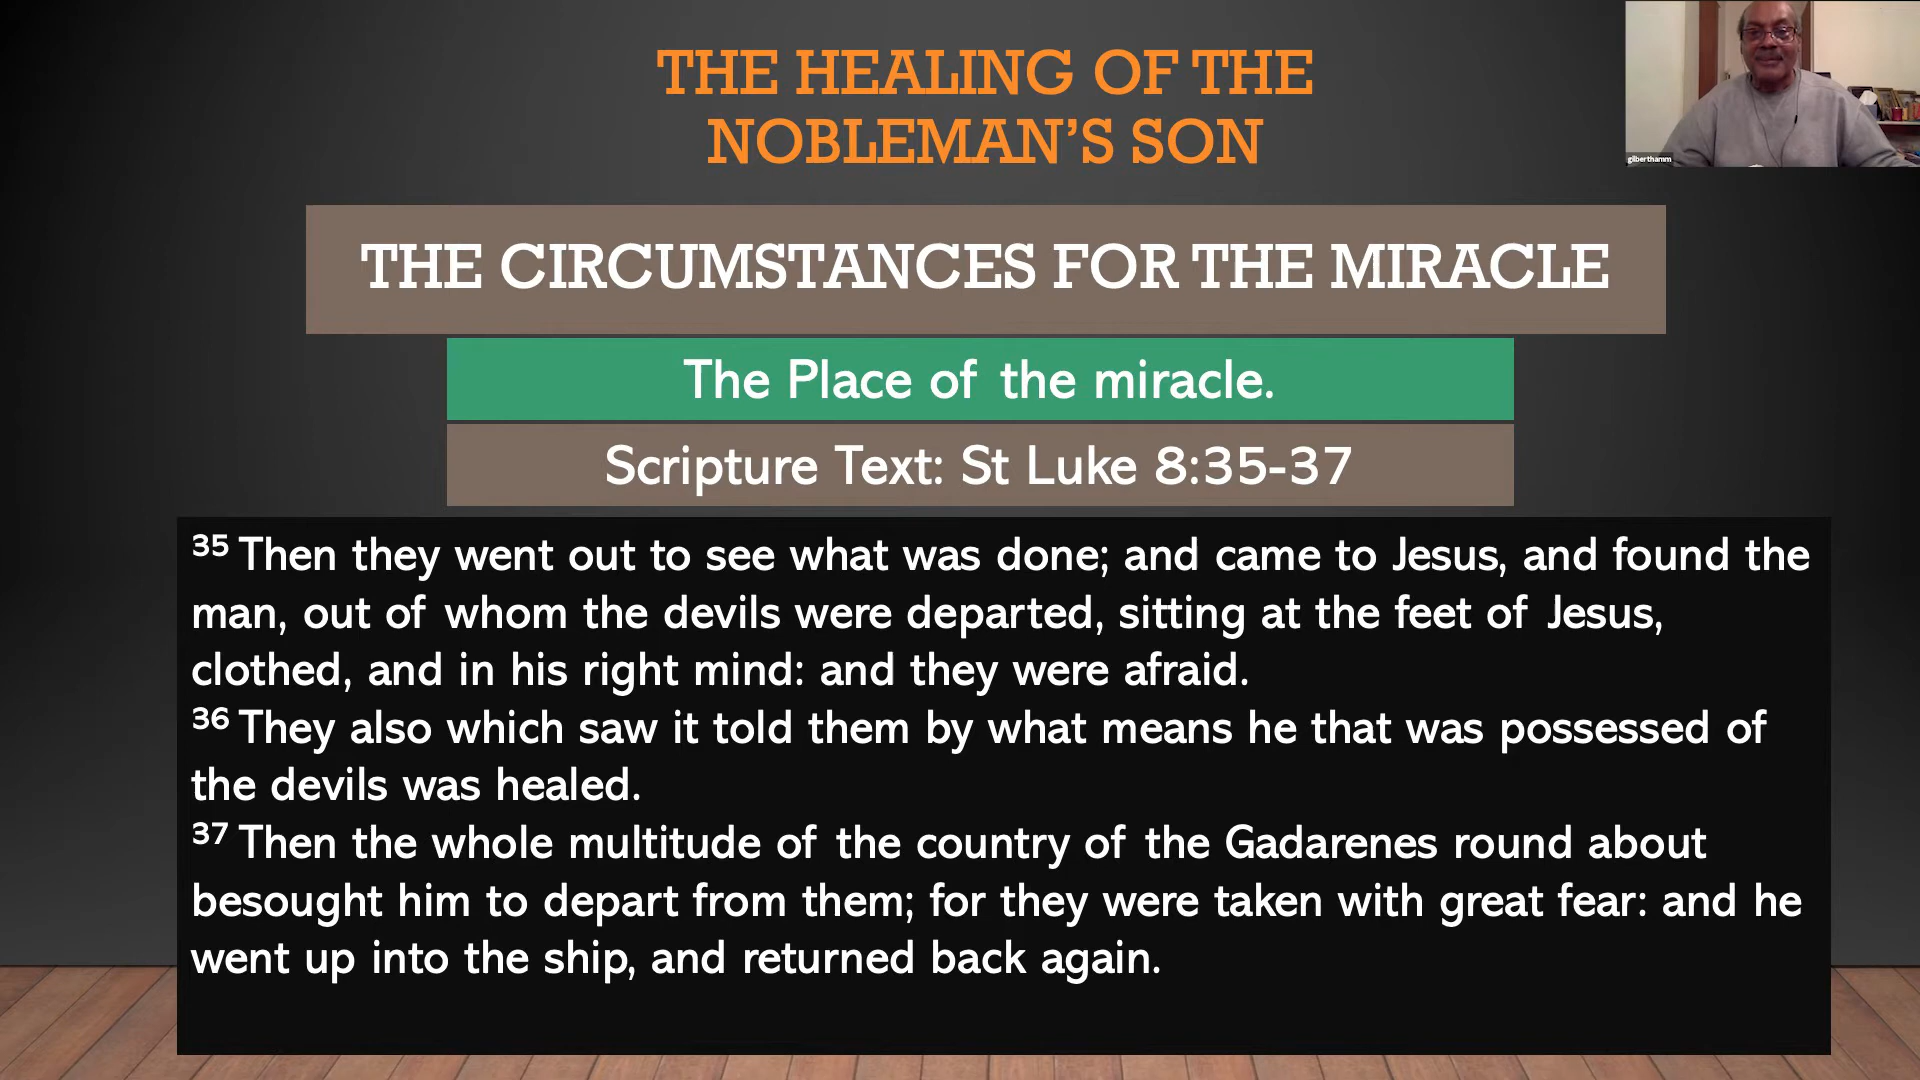 THE HEALING OF THE
NOBLEMAN’S SON
gilberthamm
THE CIRCUMSTANCES FOR THE MIRACLE
The Place of the miracle.
Scripture Text: St Luke 8:35-37
35 Then they went out to see what was done; and came to Jesus, and found the
man, out of whom the devils were departed, sitting at the feet of Jesus,
clothed, and in his right mind: and they were afraid.
36 They also which saw it told them by what means he that was possessed of
the devils was healed.
37 Then the whole multitude of the country of the Gadarenes round about
besought him to depart from them; for they were taken with great fear: and he
went up into the ship, and returned back again.